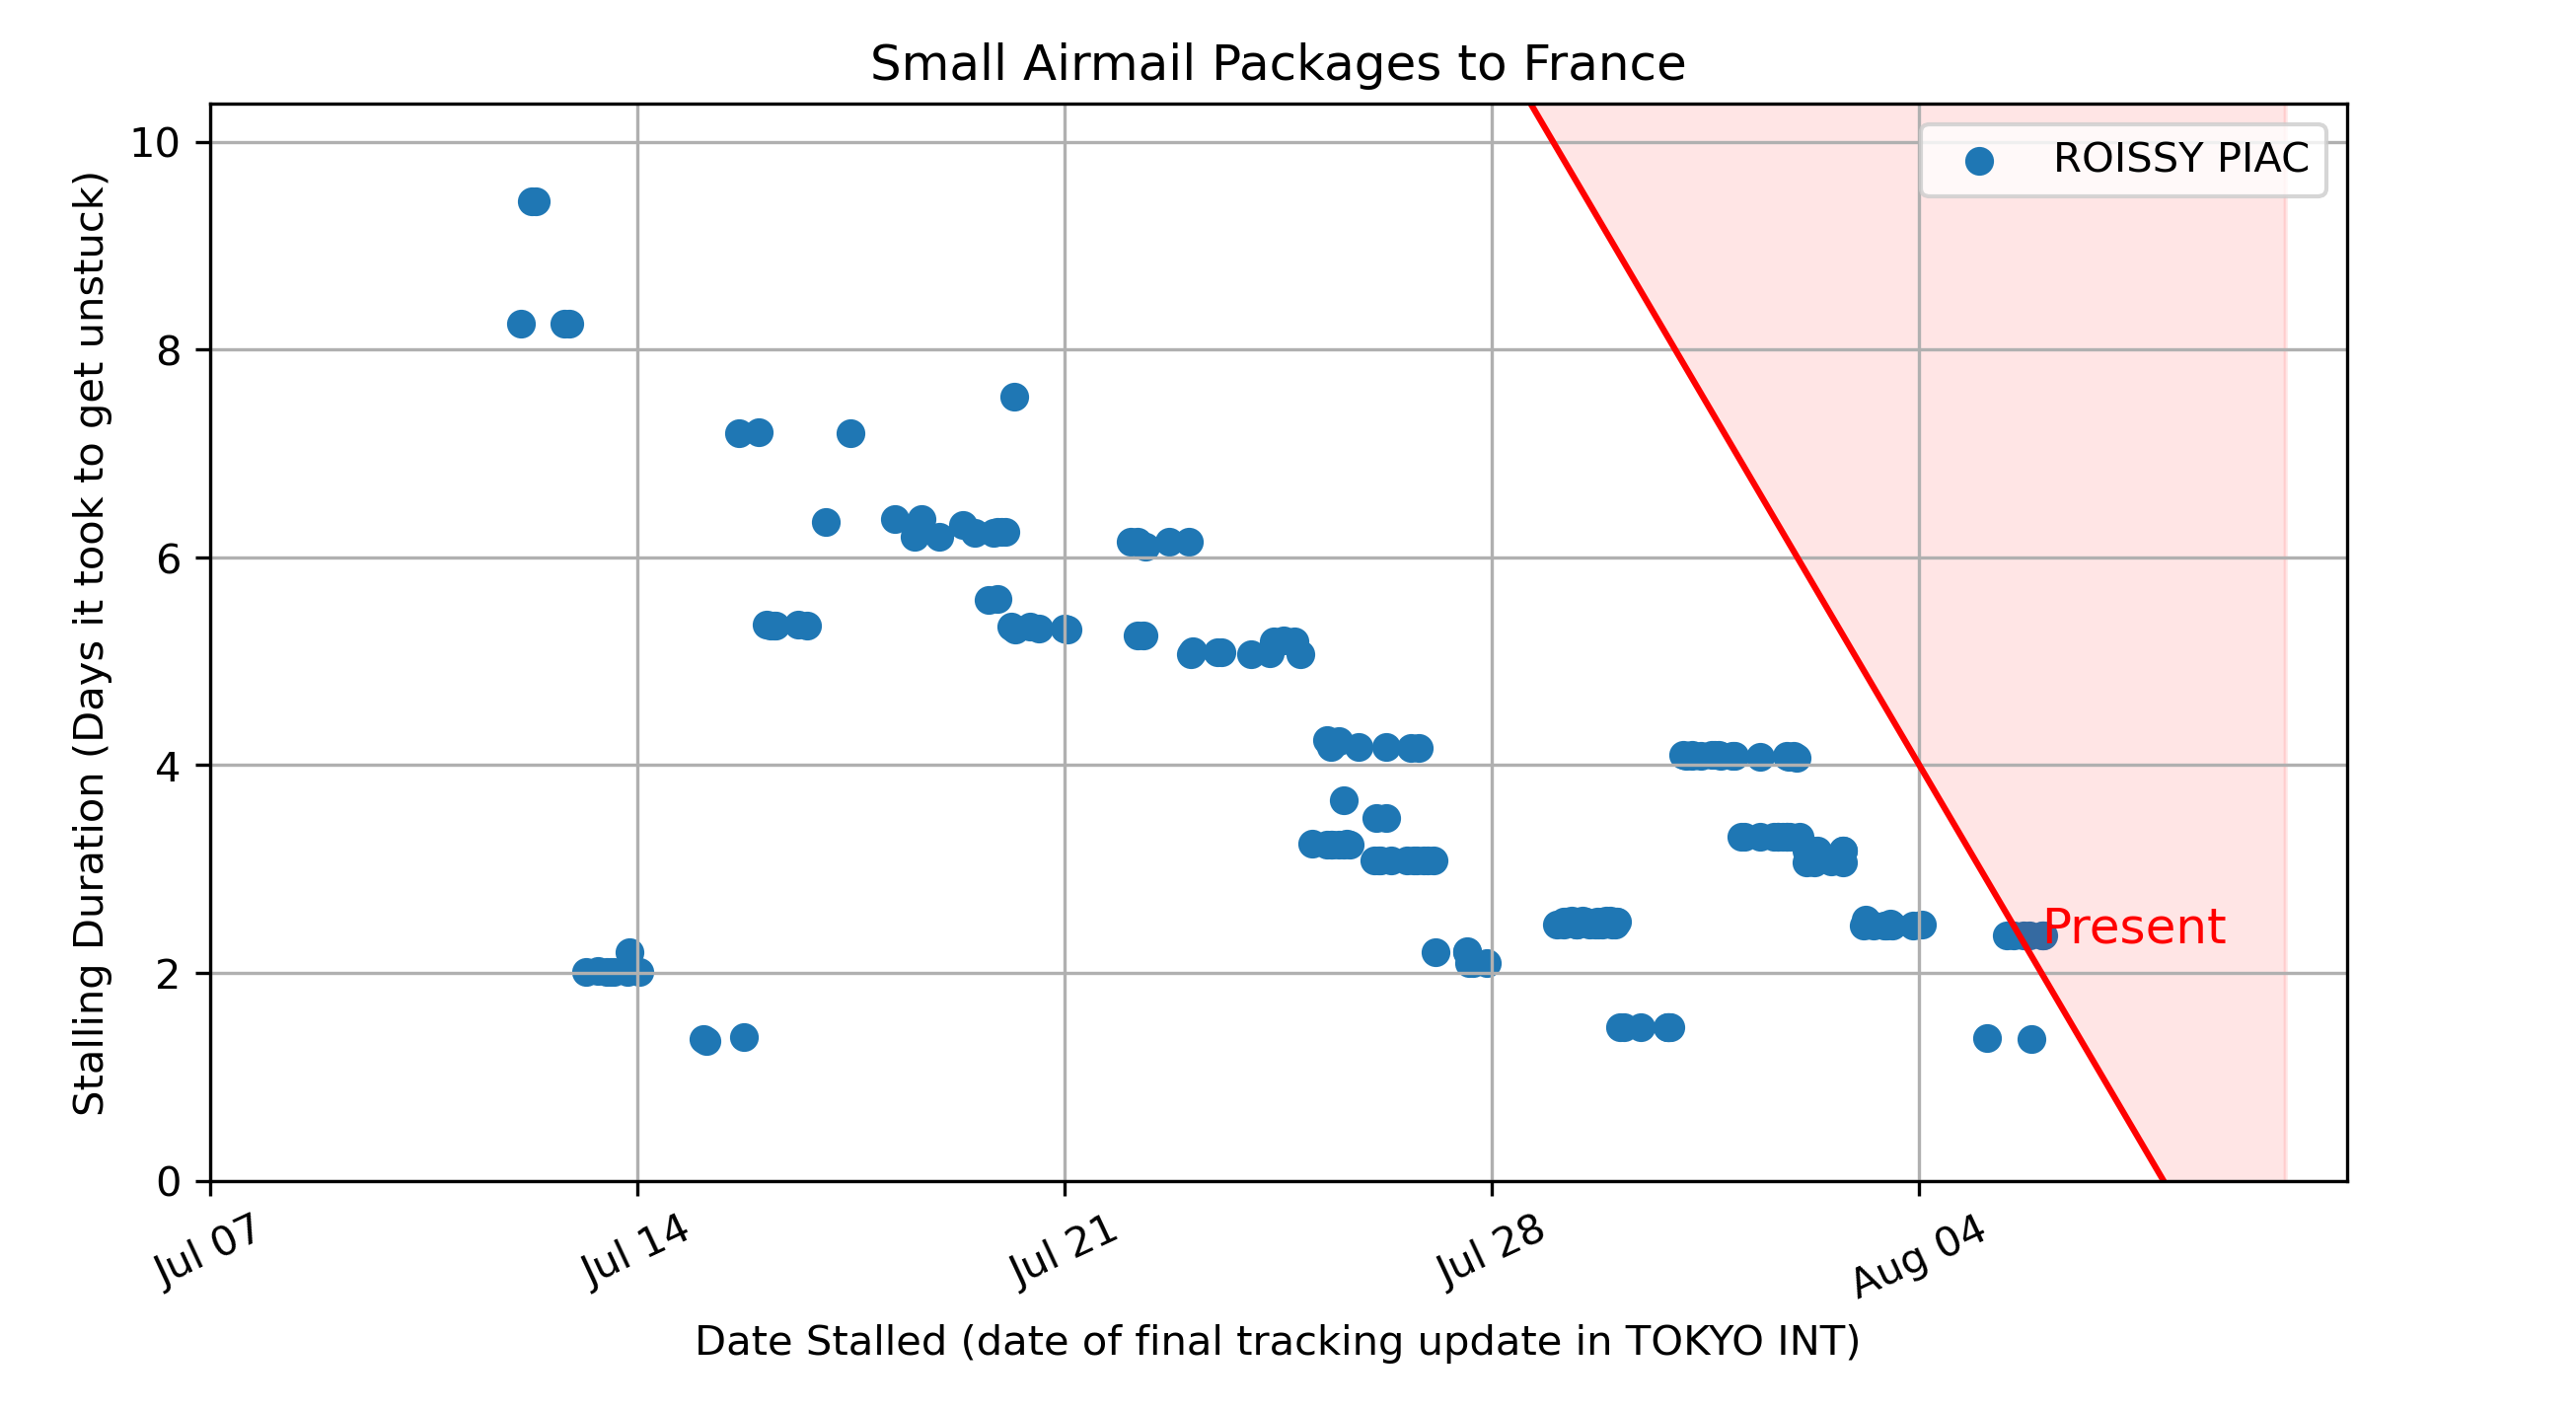 Small Airmail Packages to France
ROISSY PIAC
Stalling Duration (Days it took to get unstuck)
10
8
6
4
2
0
Present
Jul 07
Jul 14
Jul 21
Jul 28
Aug 04
Date Stalled (date of final tracking update in TOKYO INT)